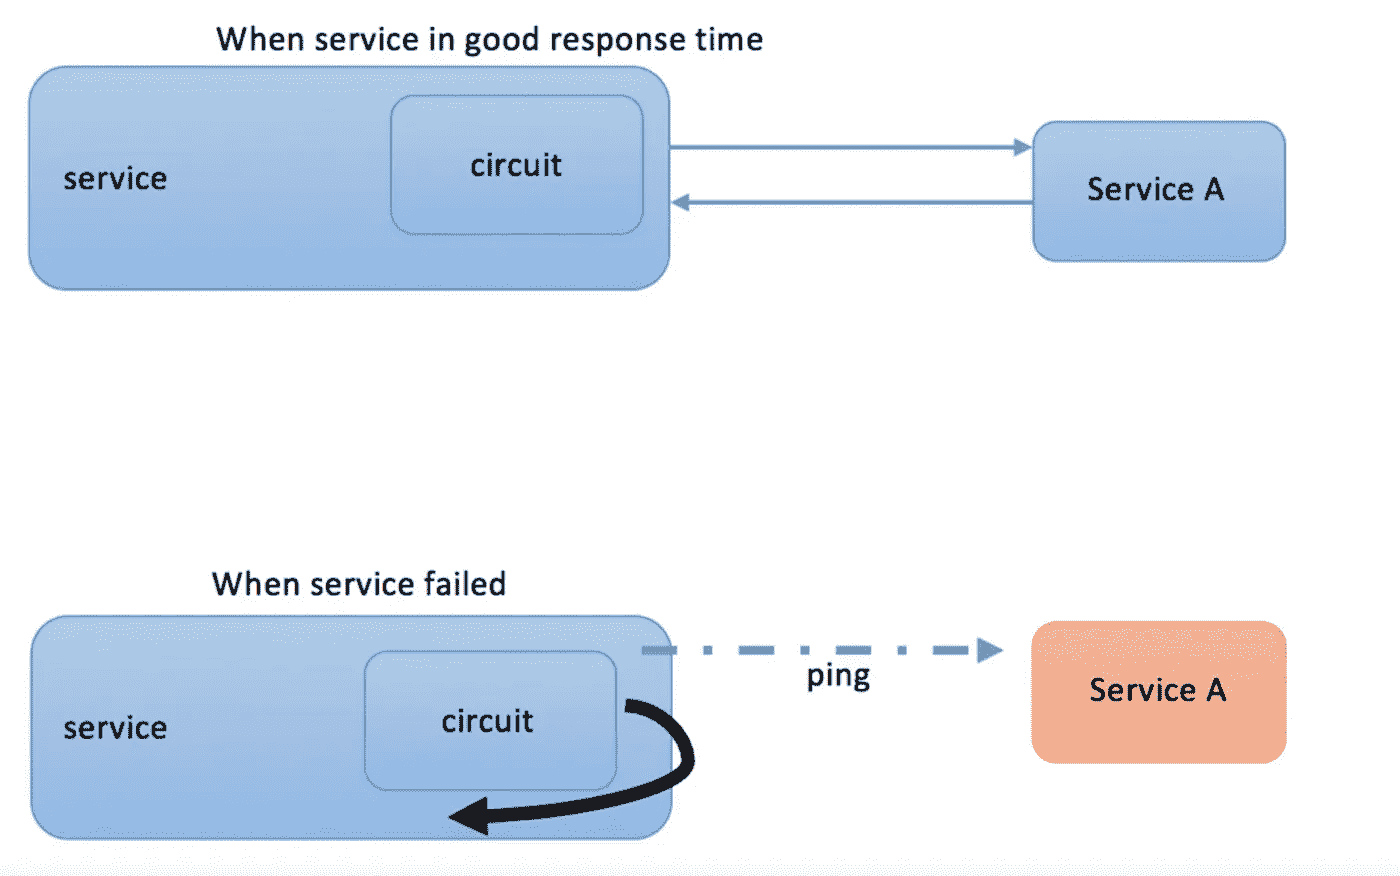 When service in good response time
service
circuit
Service A
When service failed
ping
Service A
service
circuit